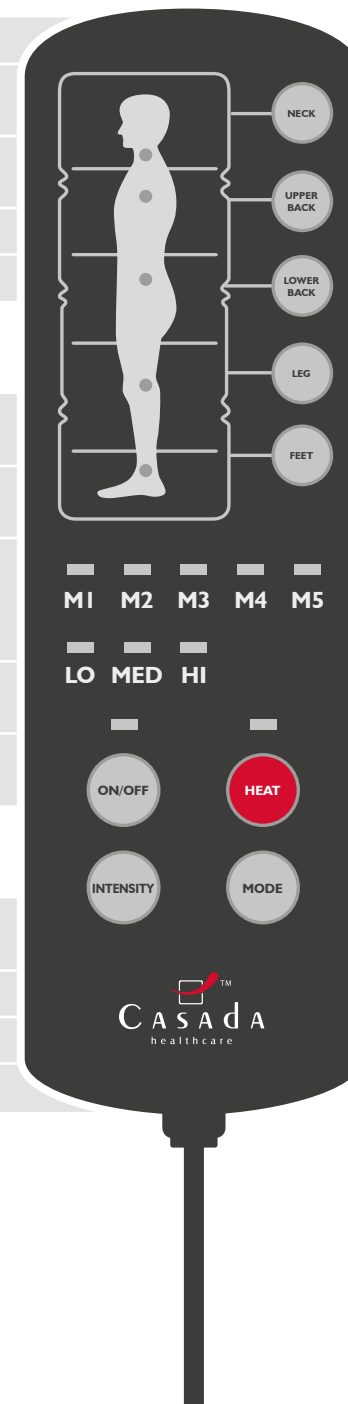 NECK
UPPER
BACK
LOWER
BACK
LEG
FEET
M1 M2 M3 M4 M5
LO MED HI
ON/OFF HEAT
INTENSITY MODE
TM
CASAdA
healthcare